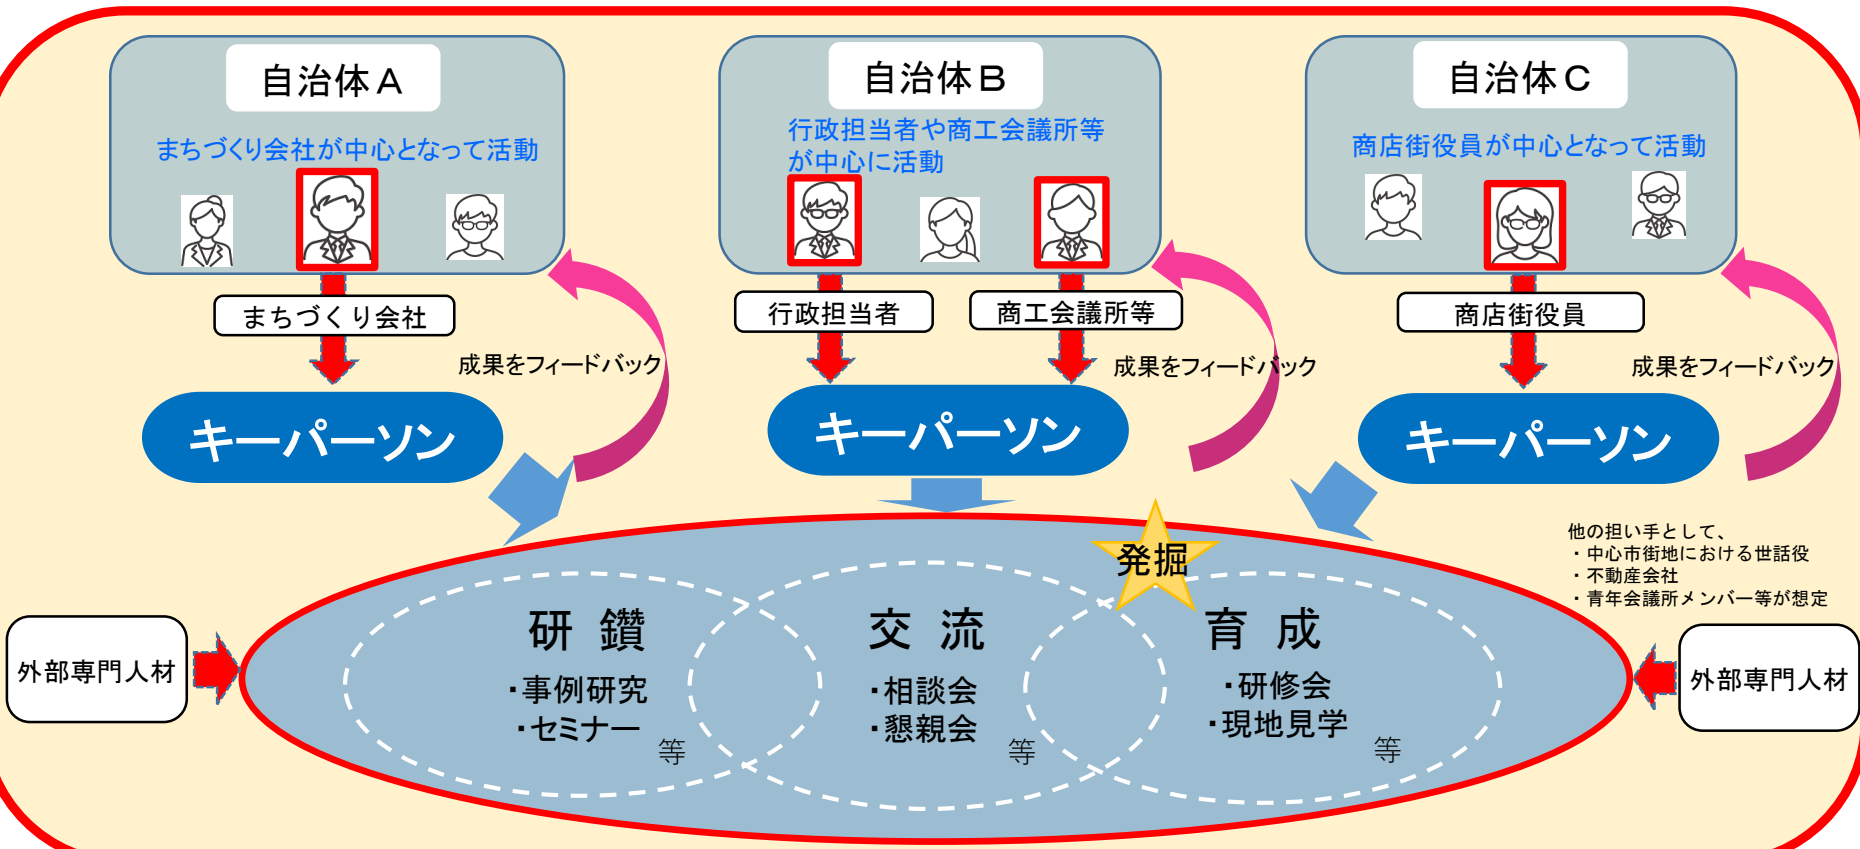 自治体A
まちづくり会社が中心となって活動
自治体B
行政担当者や商工会議所等
が中心に活動
自治体C
商店街役員が中心となって活動
まちづくり会社
行政担当者
商工会議所等
商店街役員
成果をフィードバック
成果をフィードバック
成果をフィードバック
キーパーソン
キーパーソン
キーパーソン
他の担い手として、
・中心市街地における世話役
・不動産会社
・青年会議所メンバー等が想定
発掘
研鑽
・事例研究
・セミナー 等
交流
・相談会
・懇親会 等
育成
・研修会
・現地見学 等
外部専門人材
外部専門人材